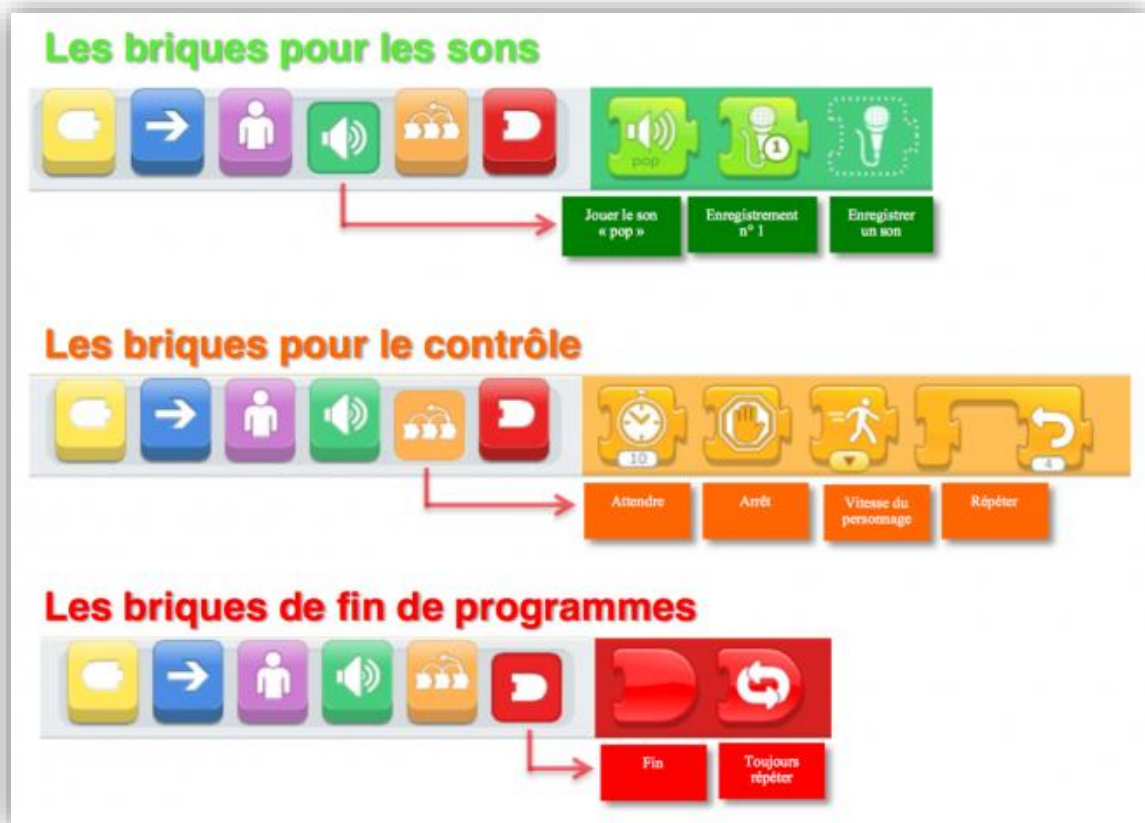 Les briques pour les sons
pop
1
Jouer le son
« pop »
Enregistrement
n° 1
Enregistrer
un son
Les briques pour le contrôle
10
4
Attendre
Arrêt
Vitesse du
personnage
Répéter
Les briques de fin de programmes
Fin
Toujours
répéter